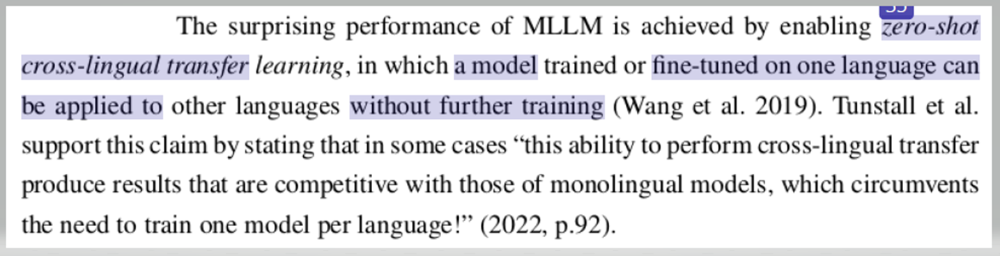 The surprising performance of MLLM is achieved by enabling zero-shot
cross-lingual transfer learning, in which a model trained or fine-tuned on one language can
be applied to other languages without further training (Wang et al. 2019). Tunstall et al.
support this claim by stating that in some cases “this ability to perform cross-lingual transfer
produce results that are competitive with those of monolingual models, which circumvents
the need to train one model per language!” (2022, p.92).